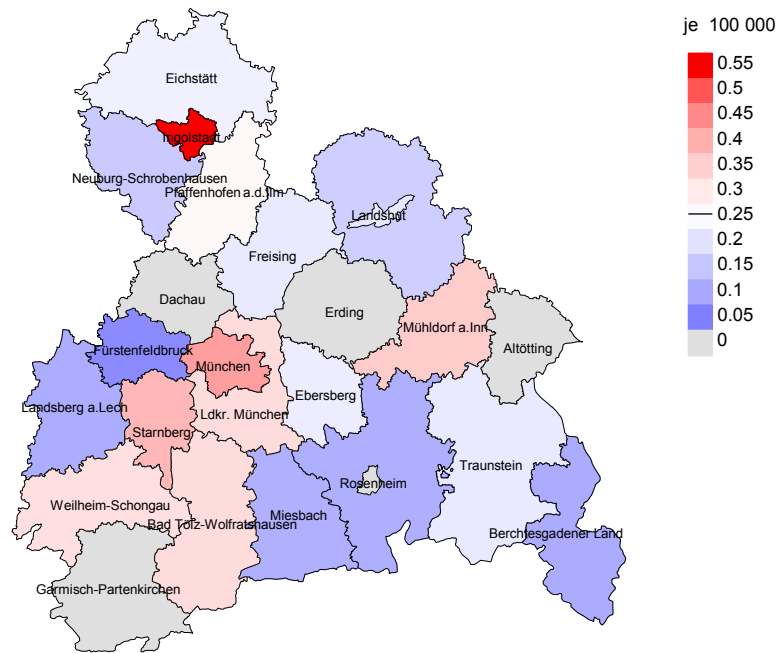 je 100 000
0.55
0.5
0.45
0.4
0.35
0.3
0.25
0.2
0.15
0.1
0.05
0
Eichstätt
Ingolstadt
Neuburg-Schrobenhausen
Pfaffenhofen a.d.Ilm
Landshut
Freising
Dachau
Erding
Mühldorf a.Inn
Altötting
Fürstenfeldbruck
München
Ebersberg
Landsberg a.Lech
Ldkr. München
Starnberg
Traunstein
Rosenheim
Weilheim-Schongau
Bad Tölz-Wolfratshausen
Miesbach
Berchtesgadener Land
Garmisch-Partenkirchen